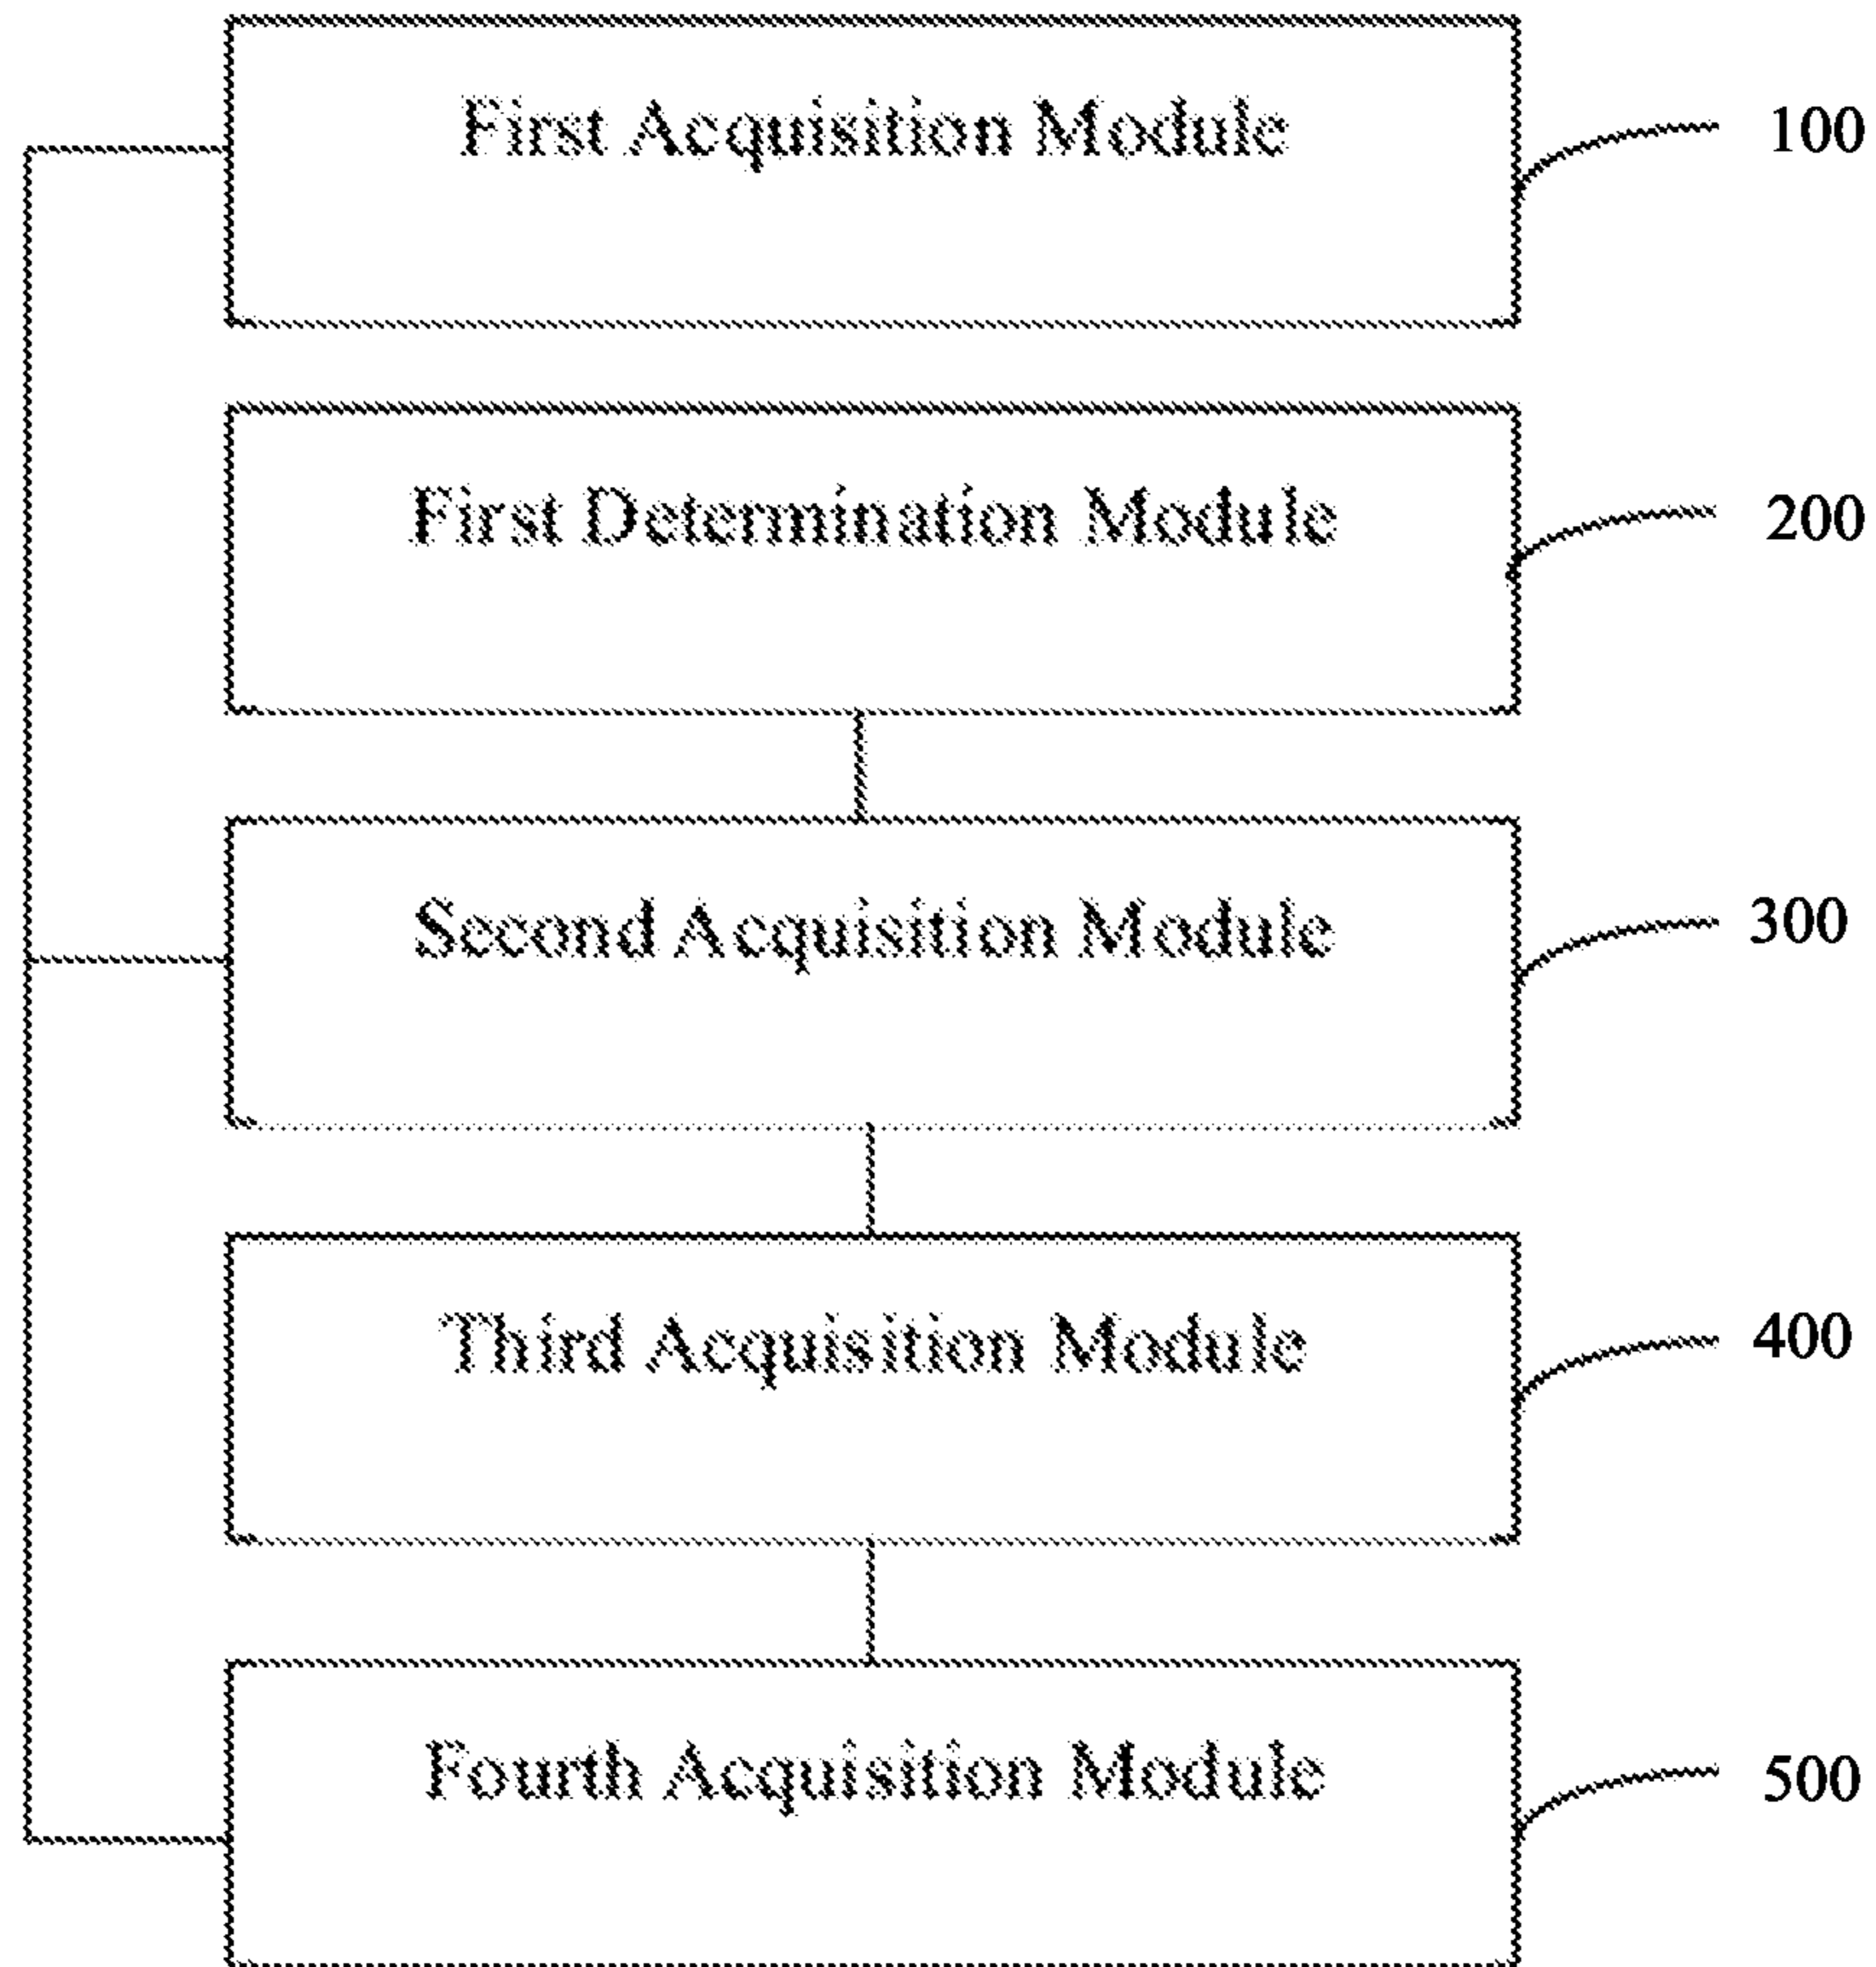 First Acquisition Module
100
First Determination Module
200
Second Acquisition Module
300
Third Acquisition Module
400
Fourth Acquisition Module
500